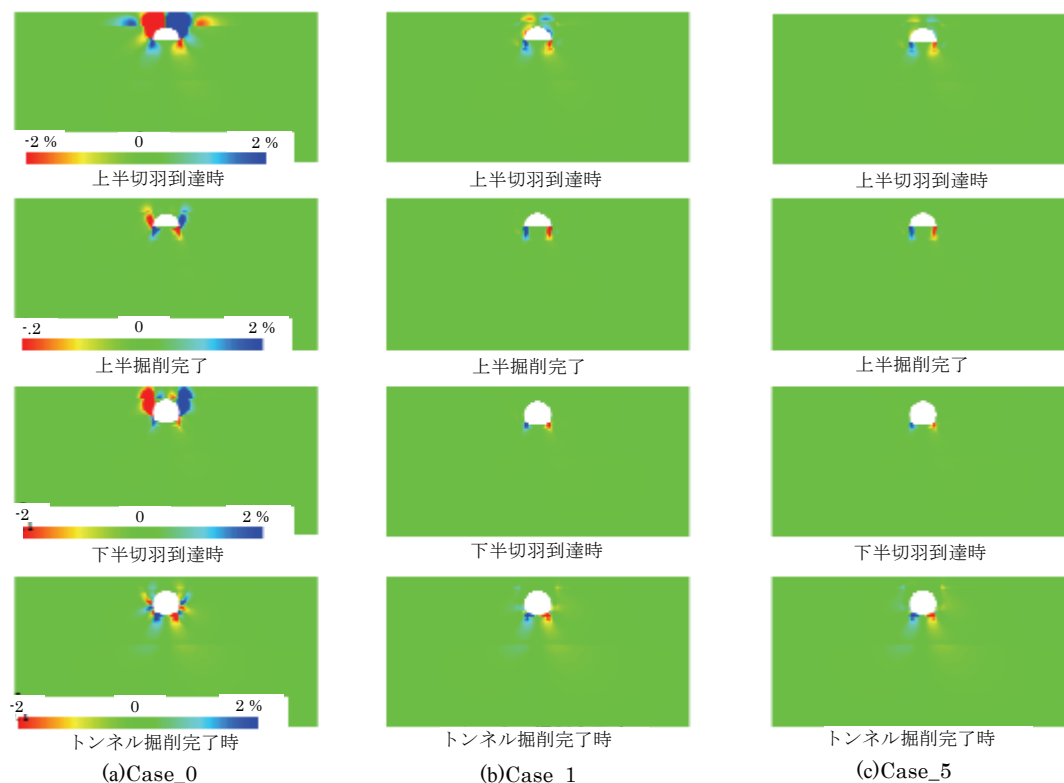 -2 % 0 2 %
上半切羽到達時 上半切羽到達時 上半切羽到達時
-.2 0 2 %
上半掘削完了 上半掘削完了 上半掘削完了
-2 0 2 %
下半切羽到達時 下半切羽到達時 下半切羽到達時
-2 0 2 %
トンネル掘削完了時 トンネル掘削完了時 トンネル掘削完了時
(a)Case_0 (b)Case_1 (c)Case_5